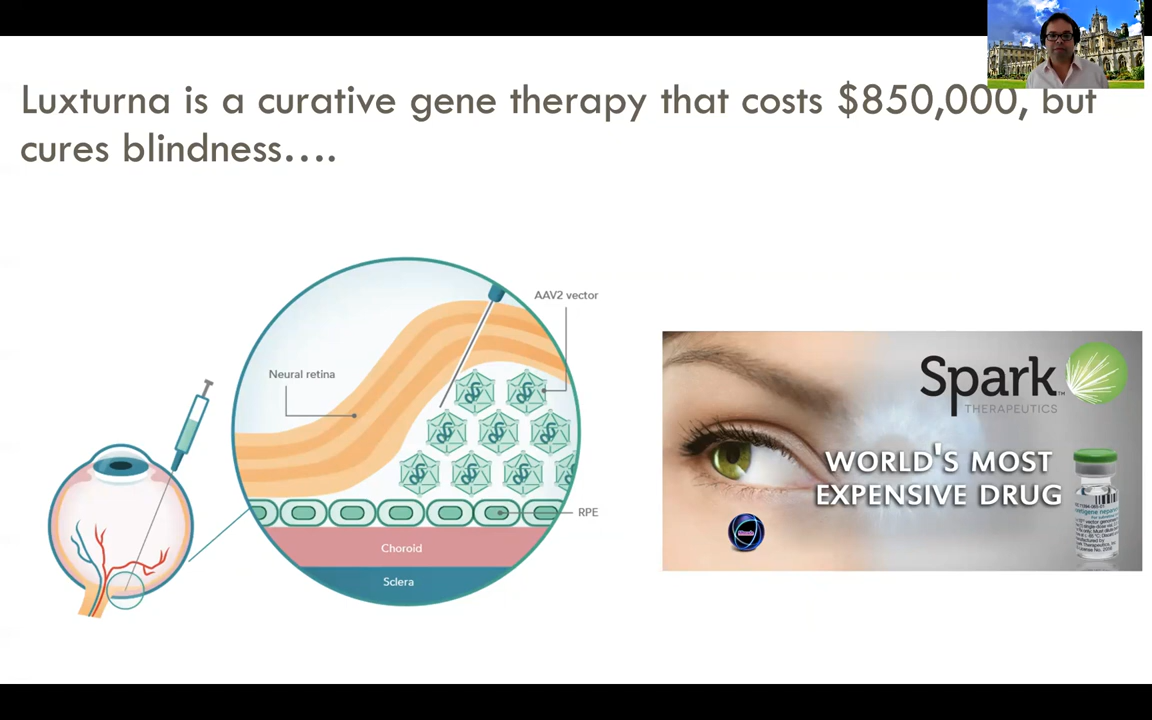 Luxturna is a curative gene therapy that costs $850,000, but
cures blindness....
AAV2 vector
Neural retina
RPE
Choroid
Sclera
Spark
THERAPEUTICS
WORLD'S MOST
EXPENSIVE DRUG